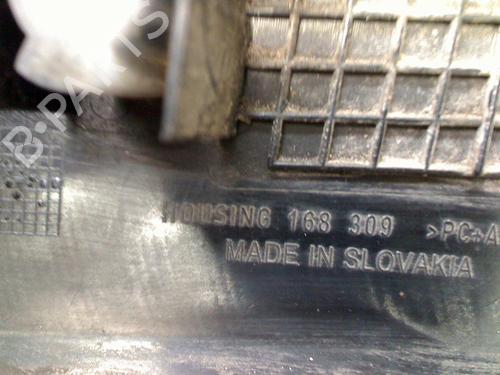 B·PARTS
HOUSING 168 309 >PC+A
MADE IN SLOVAKIA